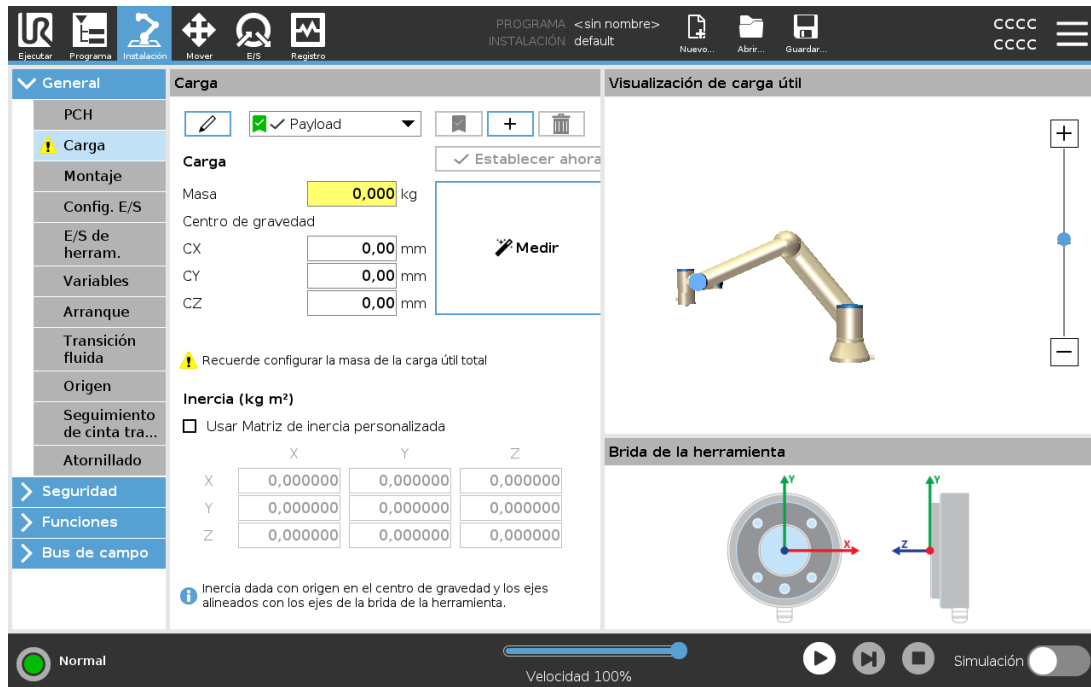 PROGRAMA <sin nombre>
INSTALACIÓN default
CCCC
CCCC
Ejecutar
Programa
Instalación
Mover
E/S
Registro
Nuevo...
Abrir...
Guardar...
General
PCH
Carga
Montaje
Config. E/S
E/S de
herram.
Variables
Arranque
Transición
fluida
Origen
Seguimiento
de cinta tra...
Atornillado
Seguridad
Funciones
Bus de campo
Carga
Payload
Carga
Establecer ahora
Masa 0,000 kg
Centro de gravedad
CX 0,00 mm
CY 0,00 mm
CZ 0,00 mm
Medir
Recuerde configurar la masa de la carga útil total
Inercia (kg m²)
Usar Matriz de inercia personalizada
X Y Z
X 0,000000 0,000000 0,000000
Y 0,000000 0,000000 0,000000
Z 0,000000 0,000000 0,000000
Inercia dada con origen en el centro de gravedad y los ejes
alineados con los ejes de la brida de la herramienta.
Visualización de carga útil
Brida de la herramienta
Y
X
Y
Z
Normal
Velocidad 100%
Simulación